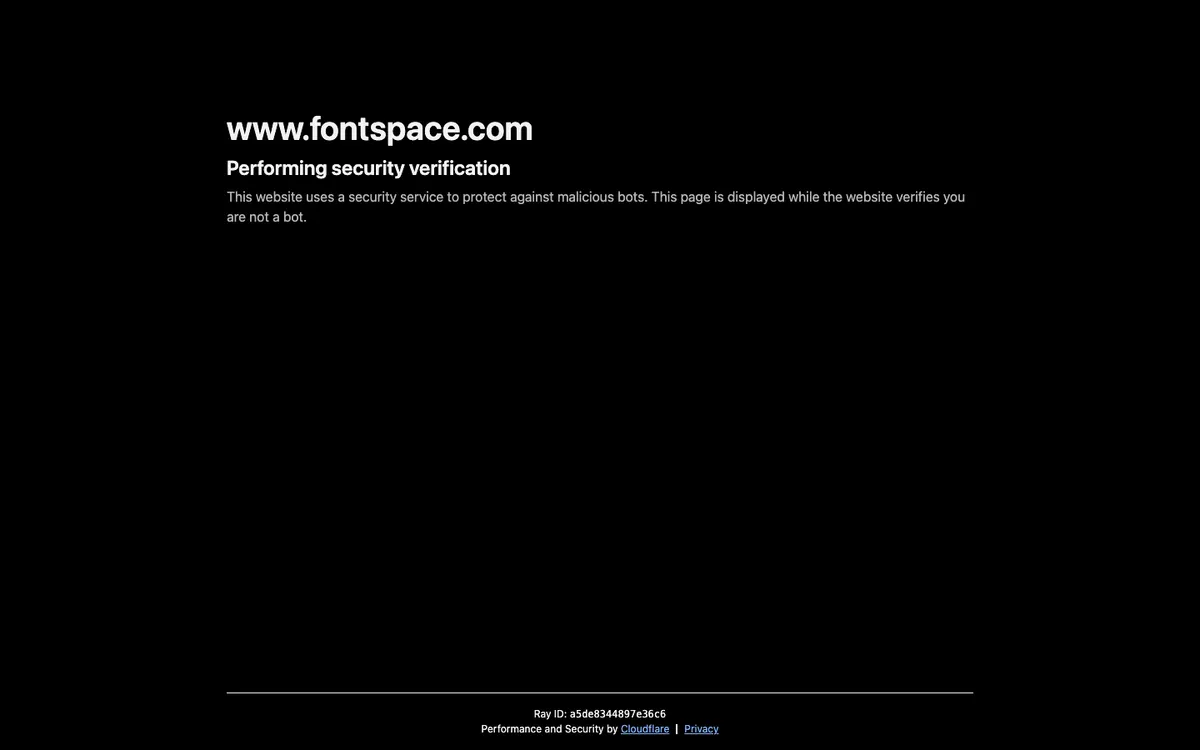 www.fontspace.com
Performing security verification
This website uses a security service to protect against malicious bots. This page is displayed while the website verifies you
are not a bot.
Ray ID: a5de8344897e36c6
Performance and Security by Cloudflare | Privacy